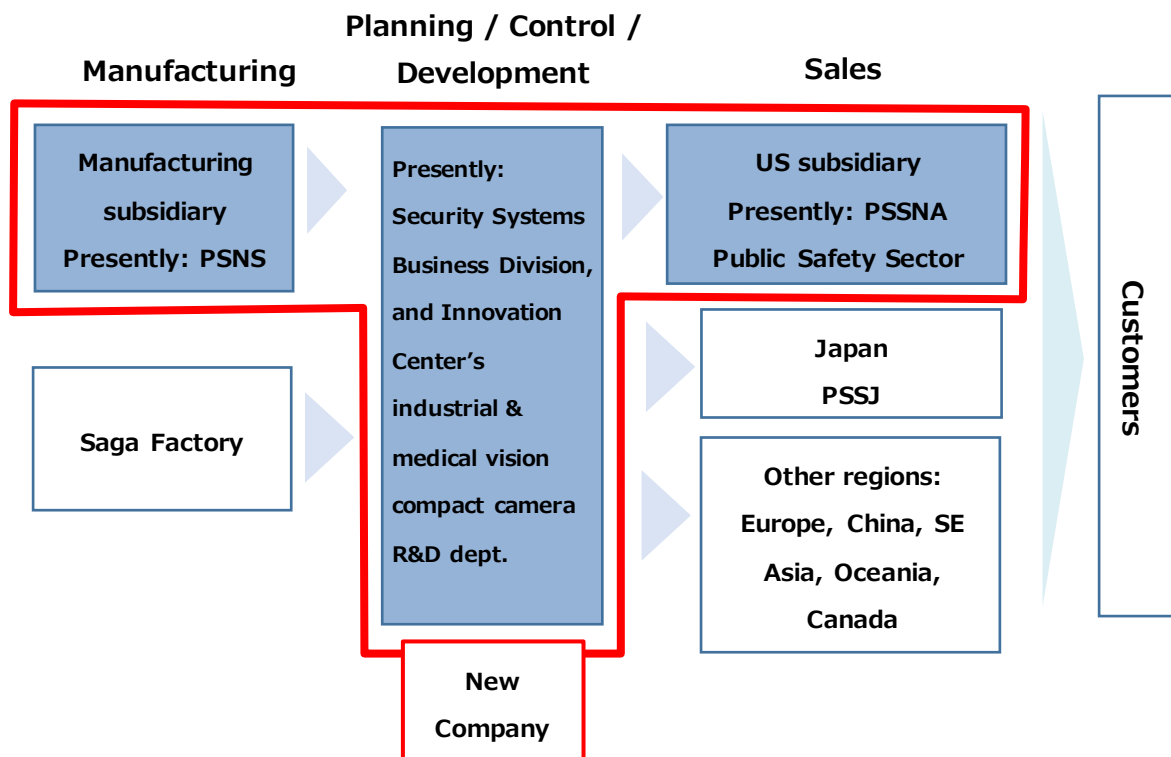 Manufacturing
Planning / Control /
Development
Sales
Manufacturing
subsidiary
Presently: PSNS
Presently:
Security Systems
Business Division,
and Innovation
Center’s
industrial &
medical vision
compact camera
R&D dept.
US subsidiary
Presently: PSSNA
Public Safety Sector
Saga Factory
Japan
PSSJ
Other regions:
Europe, China, SE
Asia, Oceania,
Canada
Customers
New
Company